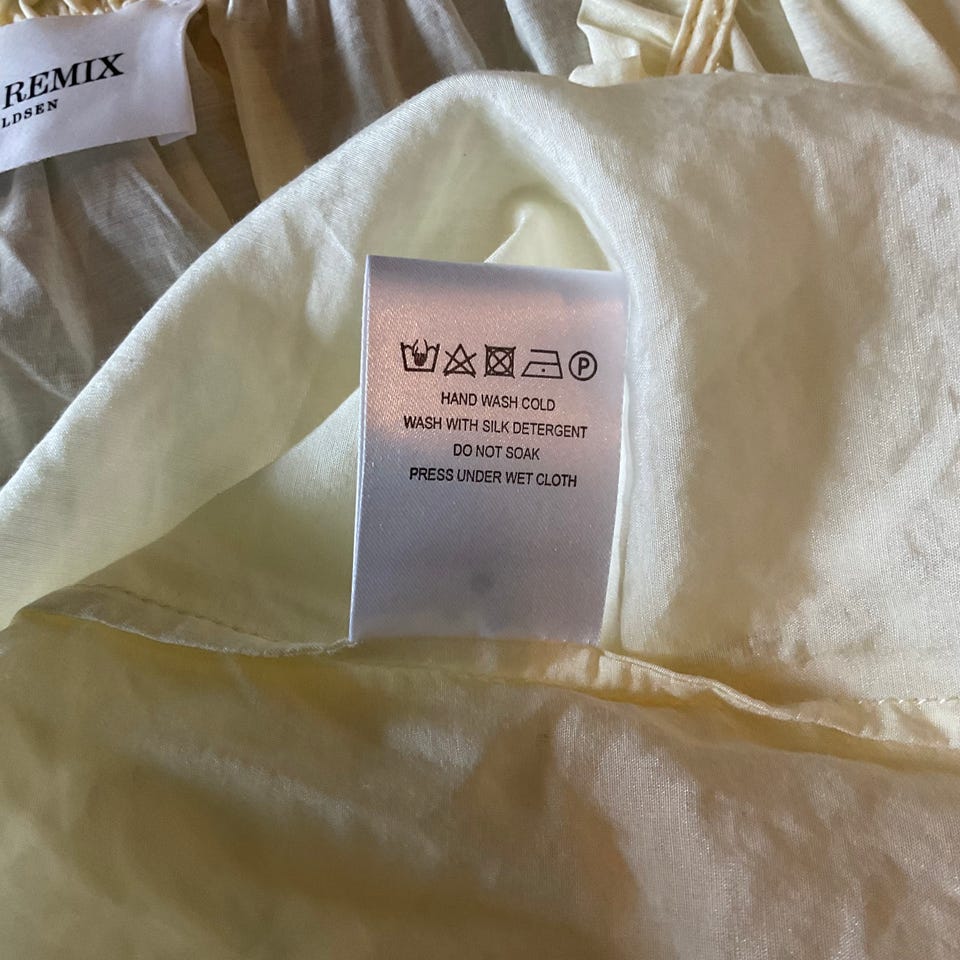 REMIX
LDSEN
P
HAND WASH COLD
WASH WITH SILK DETERGENT
DO NOT SOAK
PRESS UNDER WET CLOTH